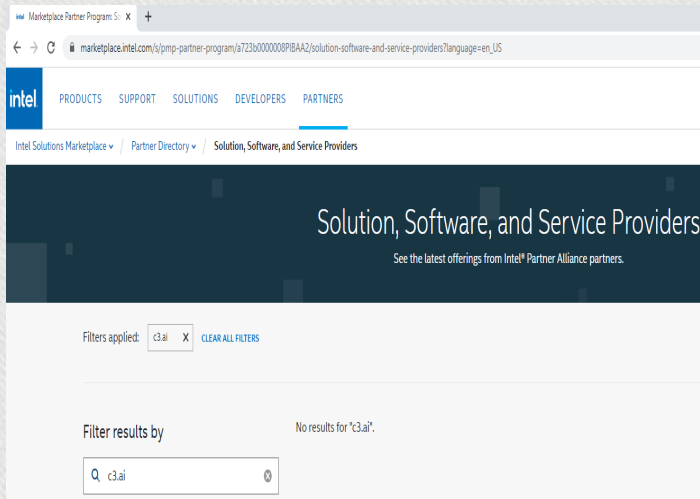 Marketplace Partner Program: So
marketplace.intel.com/s/pmp-partner-program/a723b0000008PIBAA2/solution-software-and-service-providers?language=en_US
intel
PRODUCTS SUPPORT SOLUTIONS DEVELOPERS PARTNERS
Intel Solutions Marketplace / Partner Directory / Solution, Software, and Service Providers
Solution, Software, and Service Providers
See the latest offerings from Intel® Partner Alliance partners.
Filters applied: c3.ai X CLEAR ALL FILTERS
Filter results by
No results for "c3.ai".
c3.ai